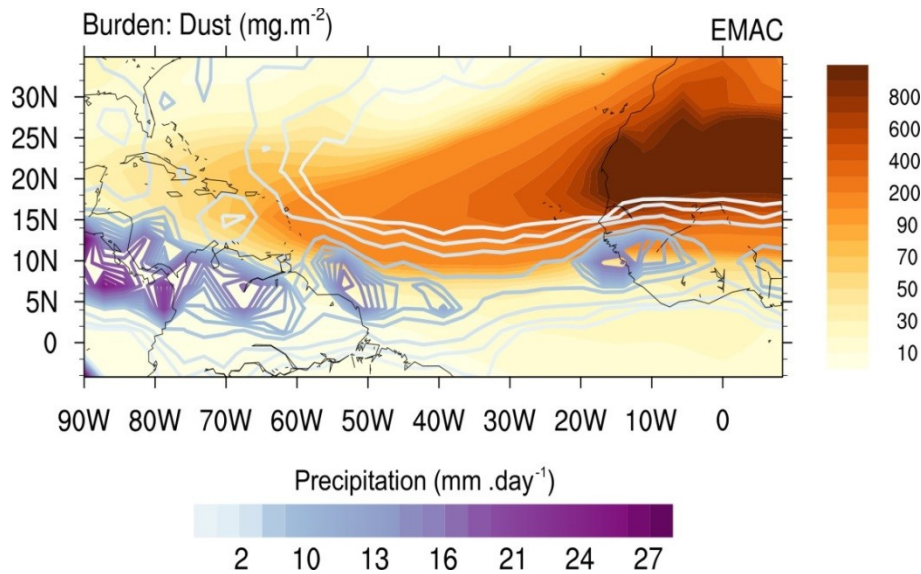 Burden: Dust (mg.m⁻²)
EMAC
30N
25N
20N
15N
10N
5N
0
800
600
400
200
90
70
50
30
10
90W 80W 70W 60W 50W 40W 30W 20W 10W 0
Precipitation (mm .day⁻¹)
2 10 13 16 21 24 27